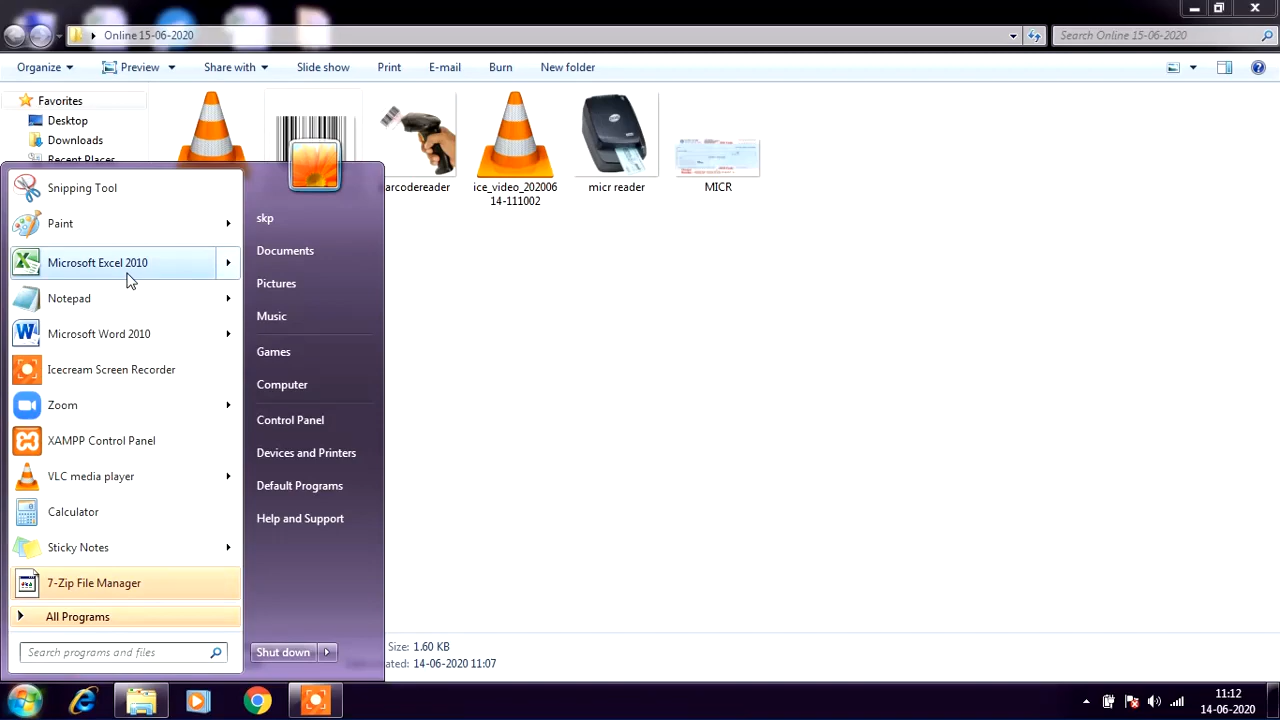 Online 15-06-2020
Search Online 15-06-2020
Organize
Preview
Share with
Slide show
Print
E-mail
Burn
New folder
Favorites
Desktop
Downloads
Recent Places
arcodereader
ice_video_202006
14-111002
micr reader
MICR
Snipping Tool
Paint
Microsoft Excel 2010
Notepad
Microsoft Word 2010
Icecream Screen Recorder
Zoom
XAMPP Control Panel
VLC media player
Calculator
Sticky Notes
7-Zip File Manager
All Programs
Search programs and files
skp
Documents
Pictures
Music
Games
Computer
Control Panel
Devices and Printers
Default Programs
Help and Support
Shut down
Size: 1.60 KB
14-06-2020 11:07
11:12
14-06-2020